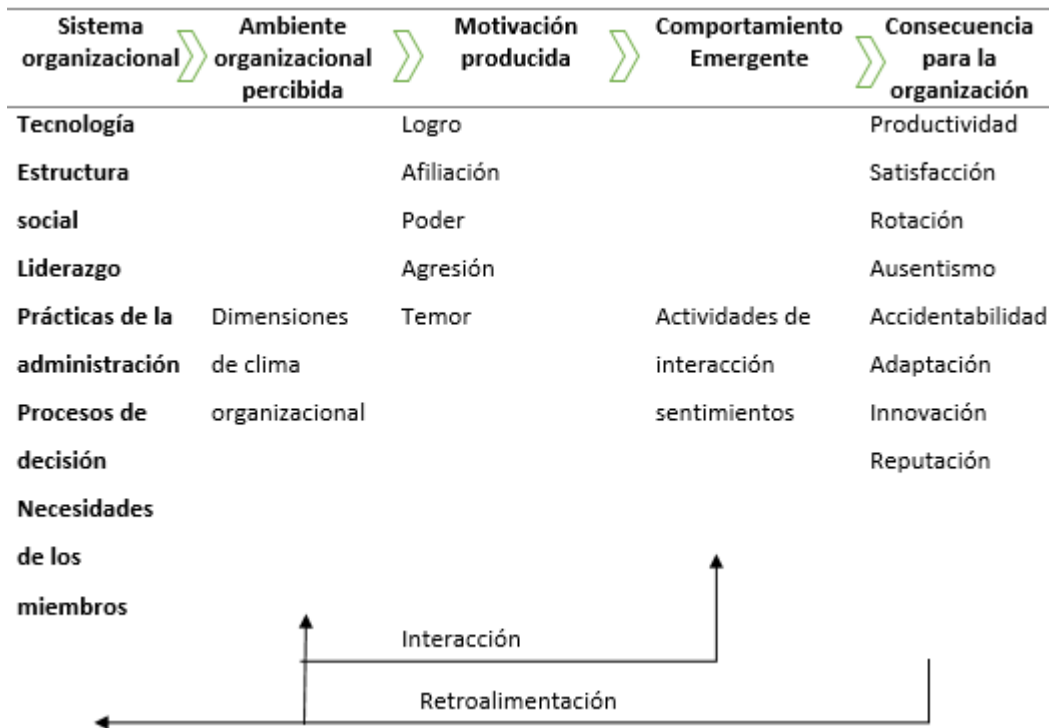 Sistema organizacional
Ambiente organizacional percibida
Motivación producida
Comportamiento Emergente
Consecuencia para la organización
Tecnología
Estructura
social
Liderazgo
Prácticas de la
administración
Procesos de
decisión
Necesidades
de los
miembros
Dimensiones
de clima
organizacional
Logro
Afiliación
Poder
Agresión
Temor
Actividades de
interacción
sentimientos
Productividad
Satisfacción
Rotación
Ausentismo
Accidentabilidad
Adaptación
Innovación
Reputación
Interacción
Retroalimentación